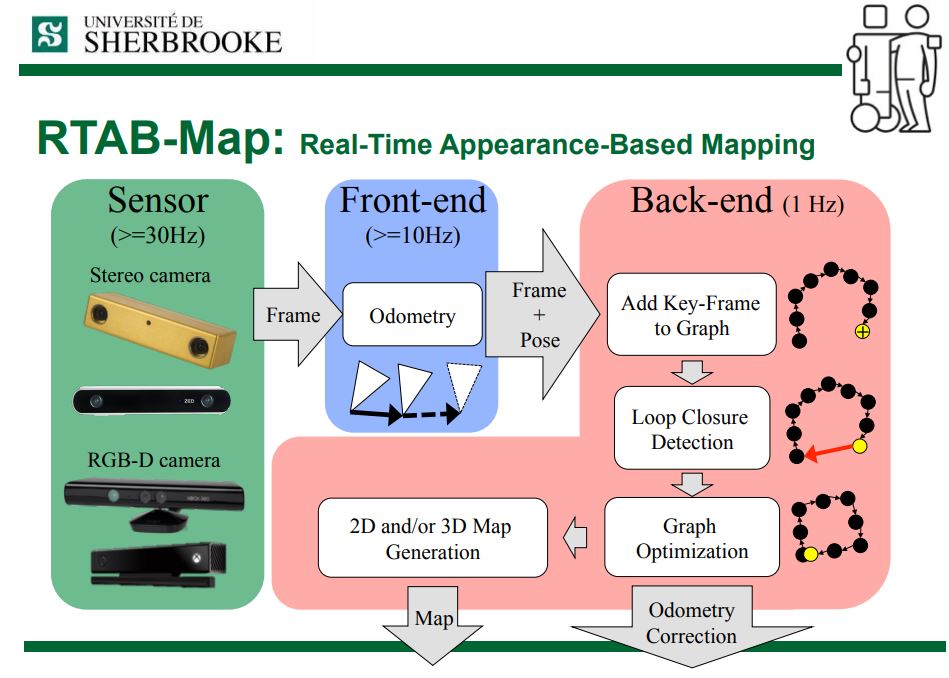 UNIVERSITÉ DE
SHERBROOKE
RTAB-Map: Real-Time Appearance-Based Mapping
Sensor
(>=30Hz)
Stereo camera
ZED
RGB-D camera
XBOX 360
Frame
Front-end
(>=10Hz)
Odometry
Frame
+
Pose
Back-end (1 Hz)
Add Key-Frame
to Graph
Loop Closure
Detection
Graph
Optimization
2D and/or 3D Map
Generation
Map
Odometry
Correction